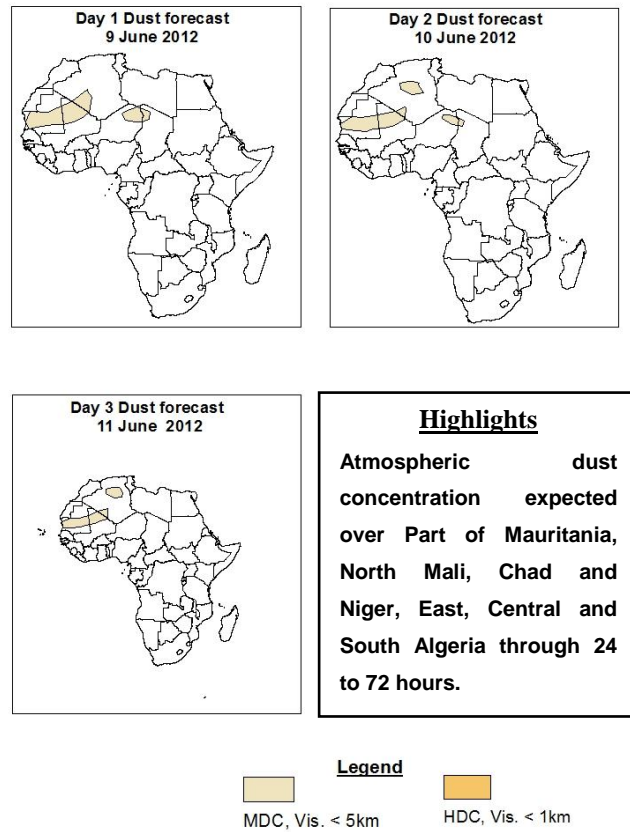 Day 1 Dust forecast
9 June 2012
Day 2 Dust forecast
10 June 2012
Day 3 Dust forecast
11 June 2012
Highlights
Atmospheric dust
concentration expected
over Part of Mauritania,
North Mali, Chad and
Niger, East, Central and
South Algeria through 24
to 72 hours.
Legend
MDC, Vis. < 5km
HDC, Vis. < 1km